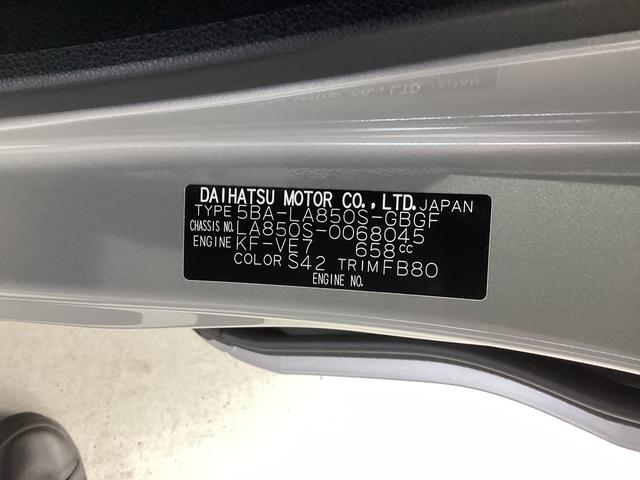 DAIHATSU MOTOR CO.,LTD. JAPAN
TYPE 5BA-LA850S-GBGF
CHASSIS NO. LA850S-0068045
ENGINE KF-VE7 658cc
COLOR S42 TRIM FB80
ENGINE NO.